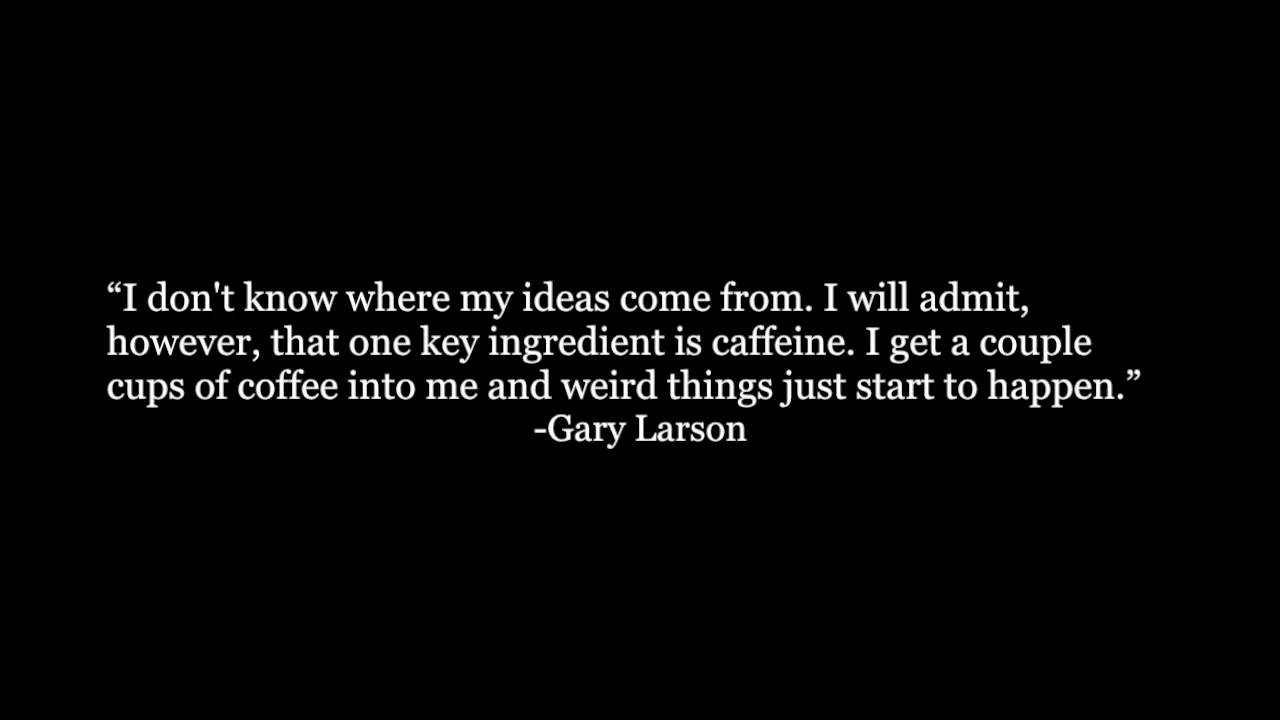 “I don't know where my ideas come from. I will admit,
however, that one key ingredient is caffeine. I get a couple
cups of coffee into me and weird things just start to happen.”
-Gary Larson